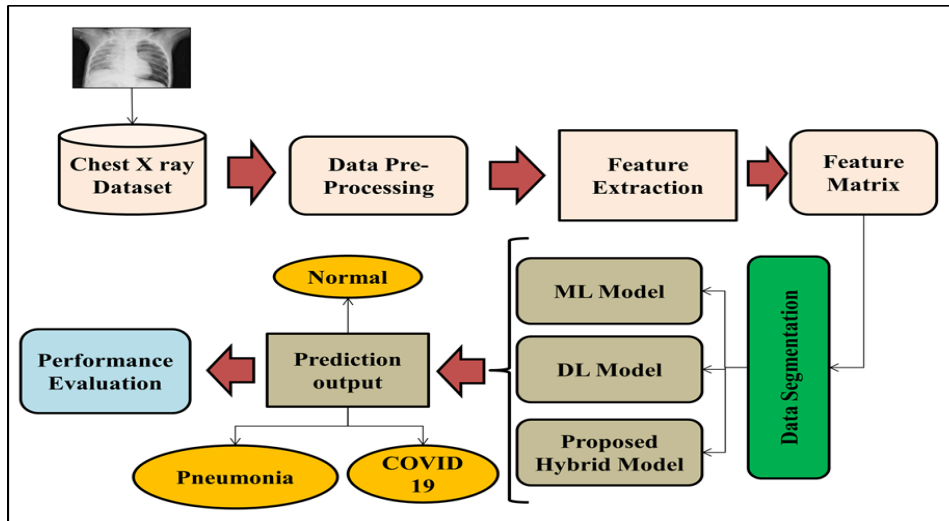 Chest X ray
Dataset
Data Pre-
Processing
Feature
Extraction
Feature
Matrix
Data Segmentation
ML Model
DL Model
Proposed
Hybrid Model
Prediction
output
Normal
Pneumonia
COVID
19
Performance
Evaluation